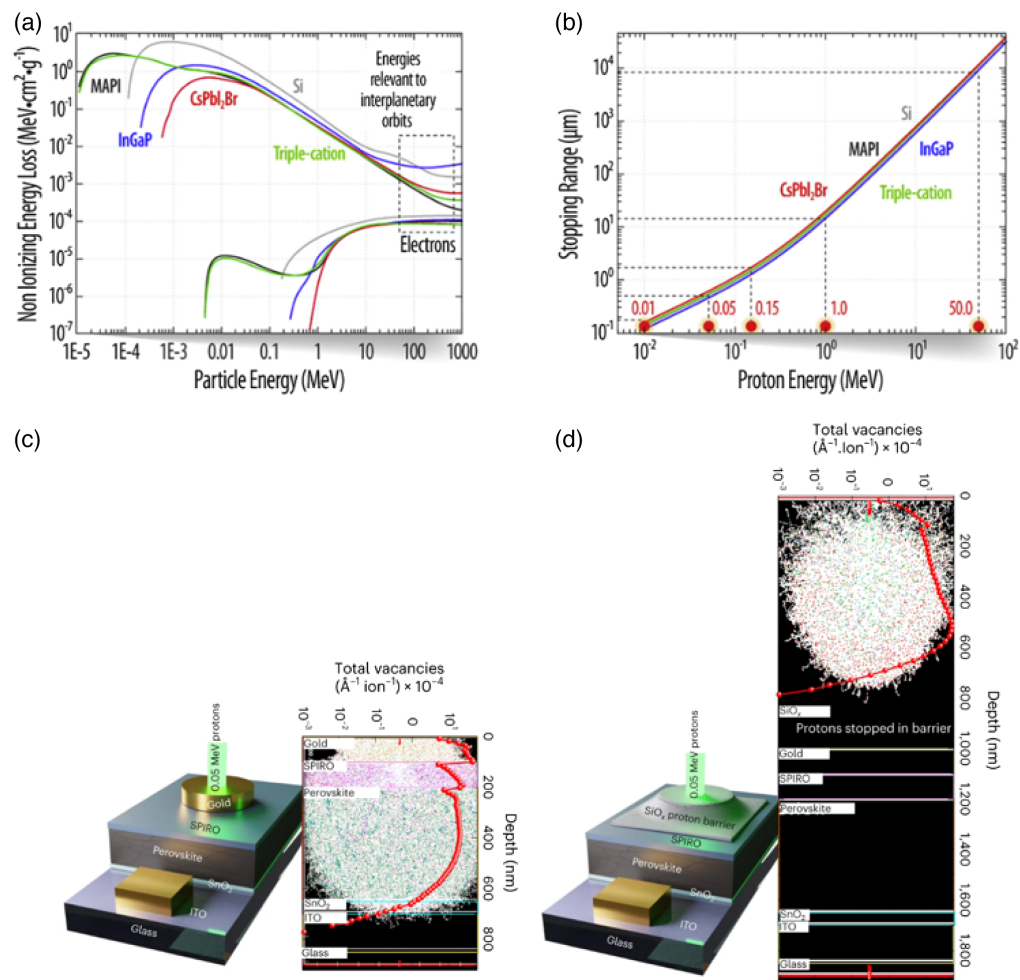 (a)
Non Ionizing Energy Loss (MeV•cm²•g⁻¹)
10¹
10⁰
10⁻¹
10⁻²
10⁻³
10⁻⁴
10⁻⁵
10⁻⁶
10⁻⁷
MAPI
InGaP
CsPbI₂Br
Si
Triple-cation
Energies
relevant to
interplanetary
orbits
Electrons
1E-5 1E-4 1E-3 0.01 0.1 1 10 100 1000
Particle Energy (MeV)
(b)
Stopping Range (µm)
10⁴
10³
10²
10¹
10⁰
10⁻¹
Si
MAPI
InGaP
CsPbI₂Br
Triple-cation
0.01 0.05 0.15 1.0 50.0
10⁻² 10⁻¹ 10⁰ 10¹ 10²
Proton Energy (MeV)
(c)
0.05 MeV protons
Gold
SPIRO
Perovskite
SnO₂
ITO
Glass
Total vacancies
(Å⁻¹ ion⁻¹) × 10⁻⁴
10⁻³ 10⁻² 10⁻¹ 0 10¹
Gold
SPIRO
Perovskite
SnO₂
ITO
Glass
0
200
400
600
800
Depth (nm)
(d)
0.05 MeV protons
SiOₓ proton barrier
SPIRO
Perovskite
SnO₂
ITO
Glass
Total vacancies
(Å⁻¹.Ion⁻¹) × 10⁻⁴
10⁻³ 10⁻² 10⁻¹ 0 10¹
SiOₓ
Protons stopped in barrier
Gold
SPIRO
Perovskite
SnO₂
ITO
Glass
0
200
400
600
800
1,000
1,200
1,400
1,600
1,800
Depth (nm)